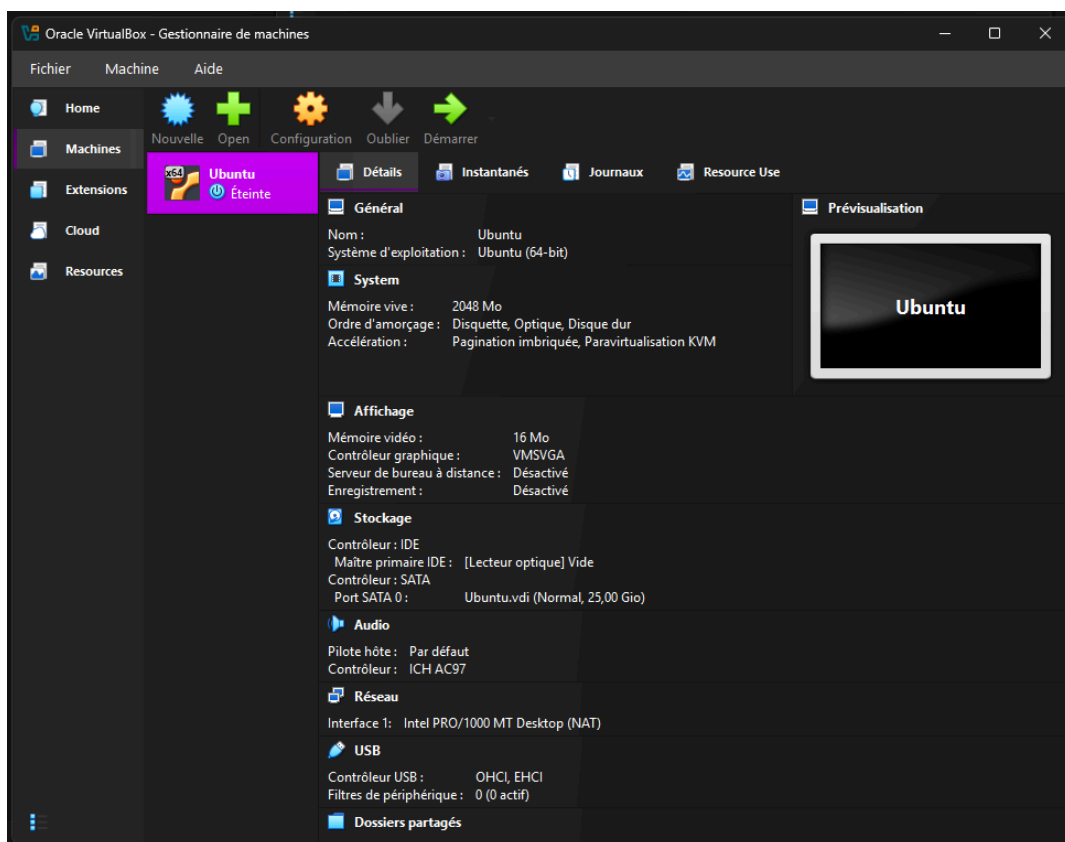 Oracle VirtualBox - Gestionnaire de machines
Fichier Machine Aide
Home
Machines
Extensions
Cloud
Resources
Nouvelle Open Configuration Oublier Démarrer
x64 Ubuntu
Éteinte
Détails Instantanés Journaux Resource Use
Général
Nom : Ubuntu
Système d'exploitation : Ubuntu (64-bit)
System
Mémoire vive : 2048 Mo
Ordre d'amorçage : Disquette, Optique, Disque dur
Accélération : Pagination imbriquée, Paravirtualisation KVM
Prévisualisation
Ubuntu
Affichage
Mémoire vidéo : 16 Mo
Contrôleur graphique : VMSVGA
Serveur de bureau à distance : Désactivé
Enregistrement : Désactivé
Stockage
Contrôleur : IDE
Maître primaire IDE : [Lecteur optique] Vide
Contrôleur : SATA
Port SATA 0 : Ubuntu.vdi (Normal, 25,00 Gio)
Audio
Pilote hôte : Par défaut
Contrôleur : ICH AC97
Réseau
Interface 1: Intel PRO/1000 MT Desktop (NAT)
USB
Contrôleur USB : OHCI, EHCI
Filtres de périphérique : 0 (0 actif)
Dossiers partagés